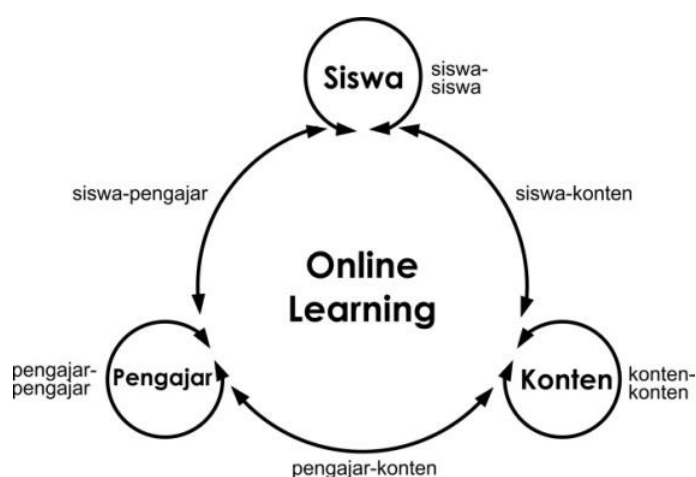 Siswa
siswa-
siswa
siswa-pengajar
siswa-konten
Online
Learning
pengajar-
pengajar
Pengajar
Konten
konten-
konten
pengajar-konten